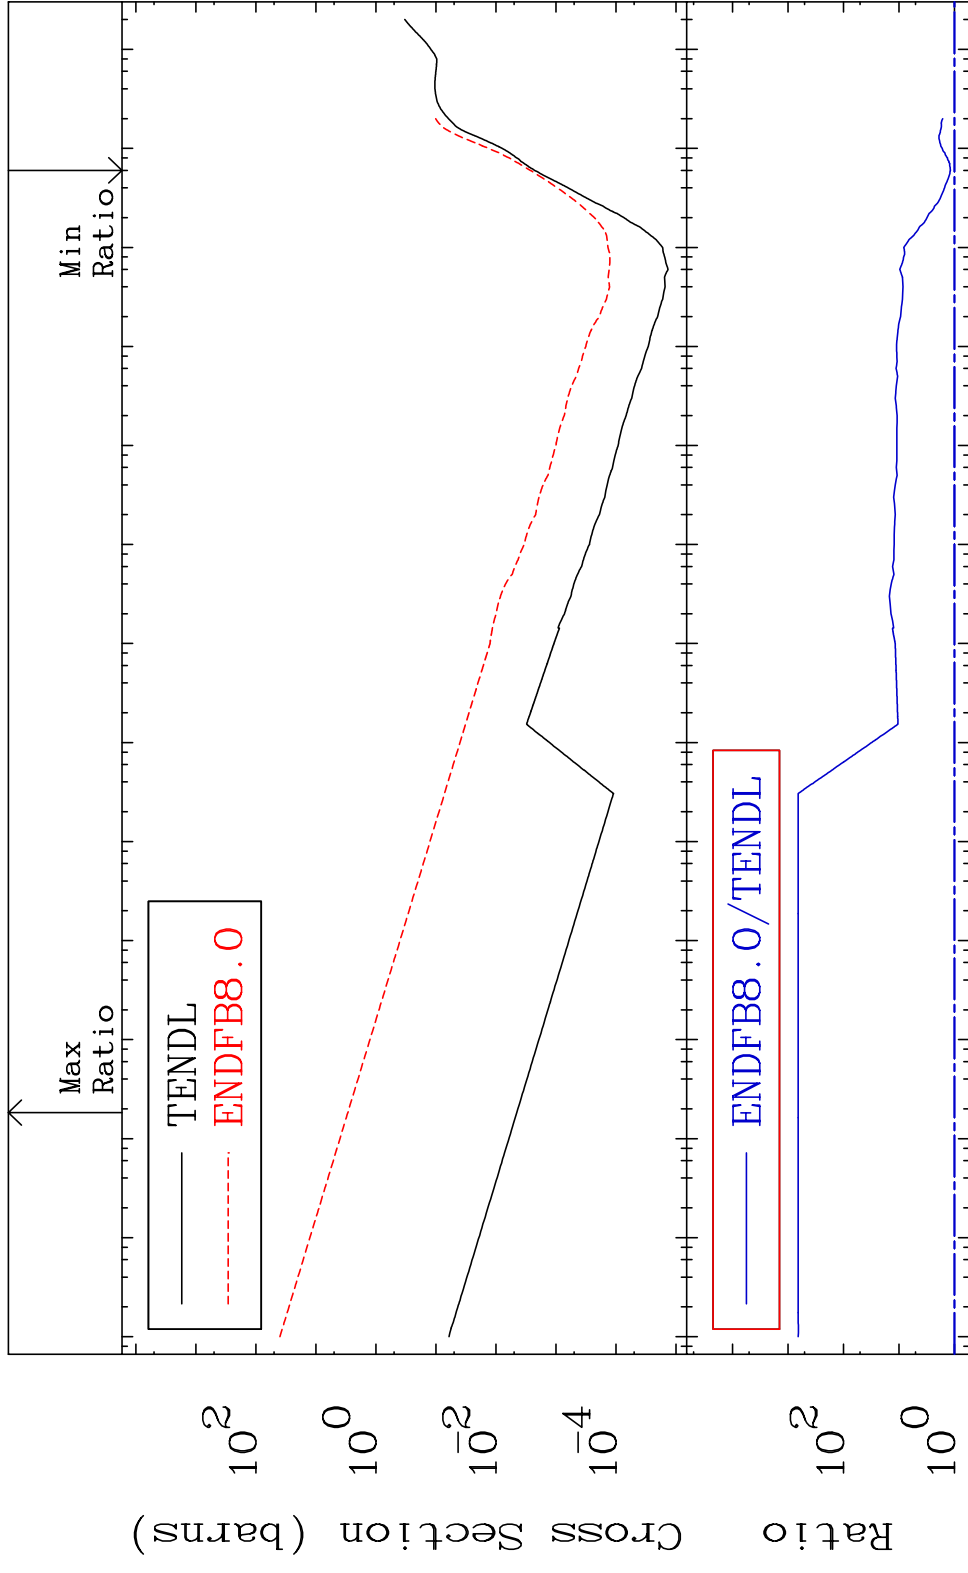 Max
Ratio
Min
Ratio
TENDL
ENDFB8.0
10^2
10^0
10^-2
10^-4
Cross Section (barns)
ENDFB8.0/TENDL
10^2
10^0
Ratio